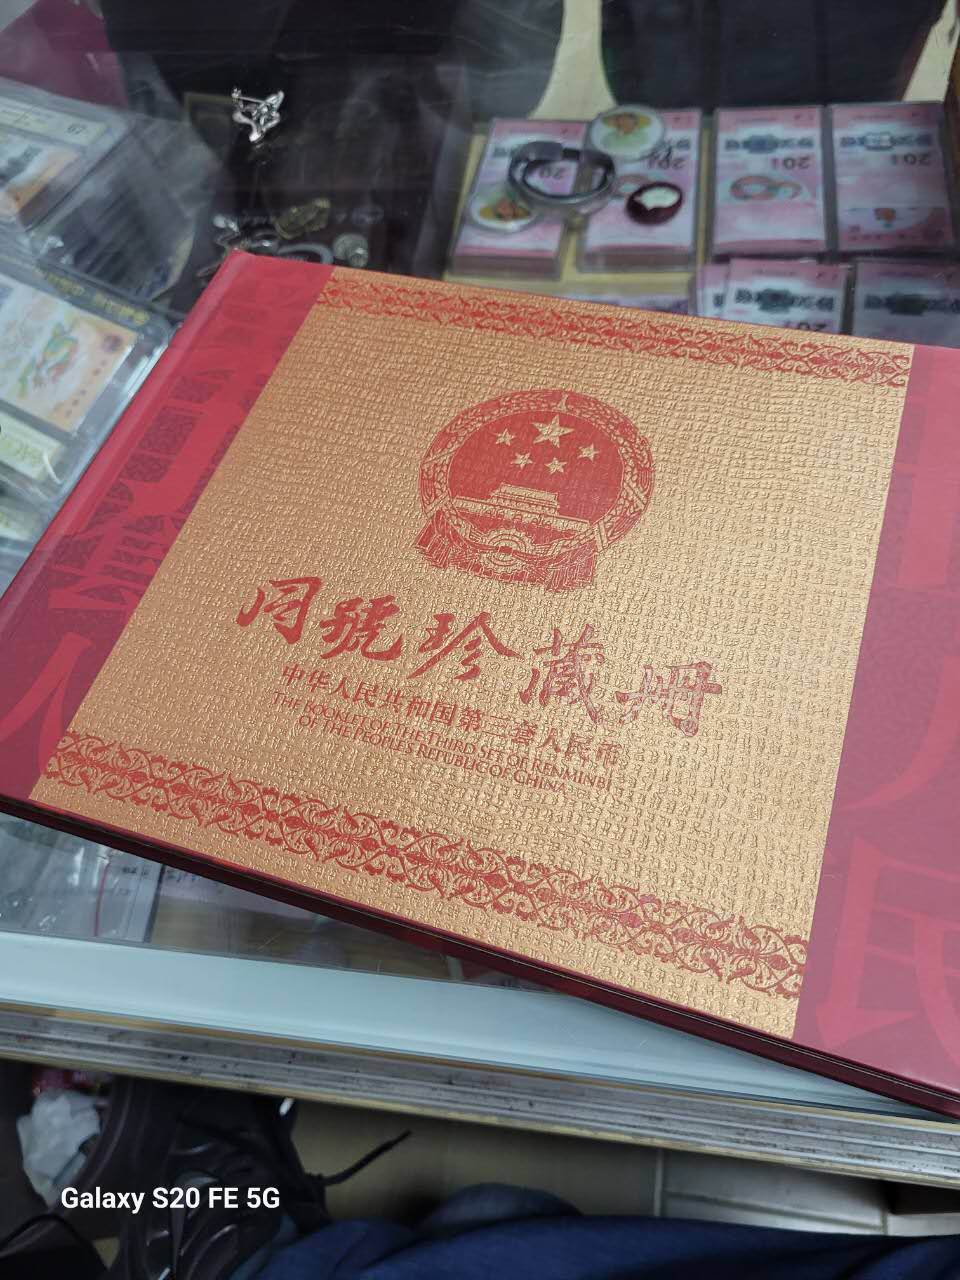 同號珍藏册
中华人民共和国第三套人民币
THE BOOKLET OF THE THIRD SET OF RENMINBI
OF THE PEOPLE'S REPUBLIC OF CHINA
Galaxy S20 FE 5G